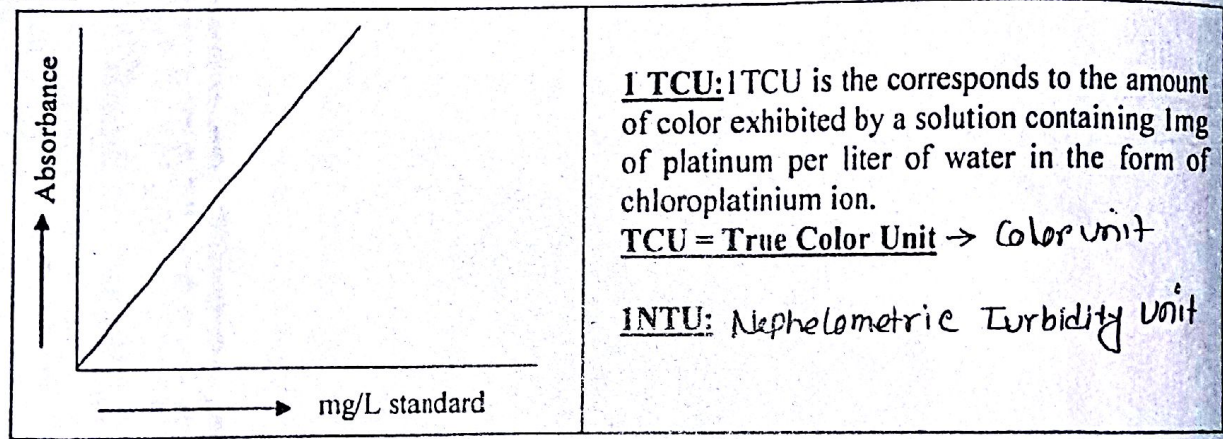 Absorbance
mg/L standard
1 TCU:1TCU is the corresponds to the amount
of color exhibited by a solution containing 1mg
of platinum per liter of water in the form of
chloroplatinium ion.
TCU = True Color Unit → Color unit
1NTU: Nephelometric Turbidity unit